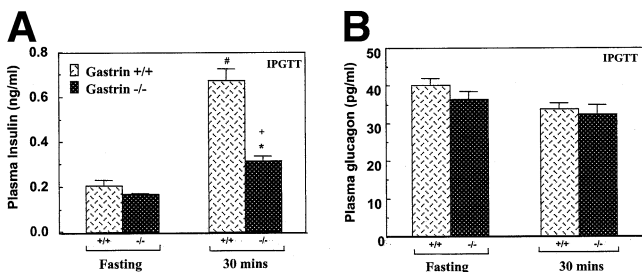 A
Plasma Insulin (ng/ml)
0.8
0.6
0.4
0.2
0.0
IPGTT
Gastrin +/+
Gastrin -/-
#
+
*
+/+ -/- +/+ -/-
Fasting 30 mins
B
Plasma glucagon (pg/ml)
50
40
30
20
10
0
IPGTT
+/+ -/- +/+ -/-
Fasting 30 mins